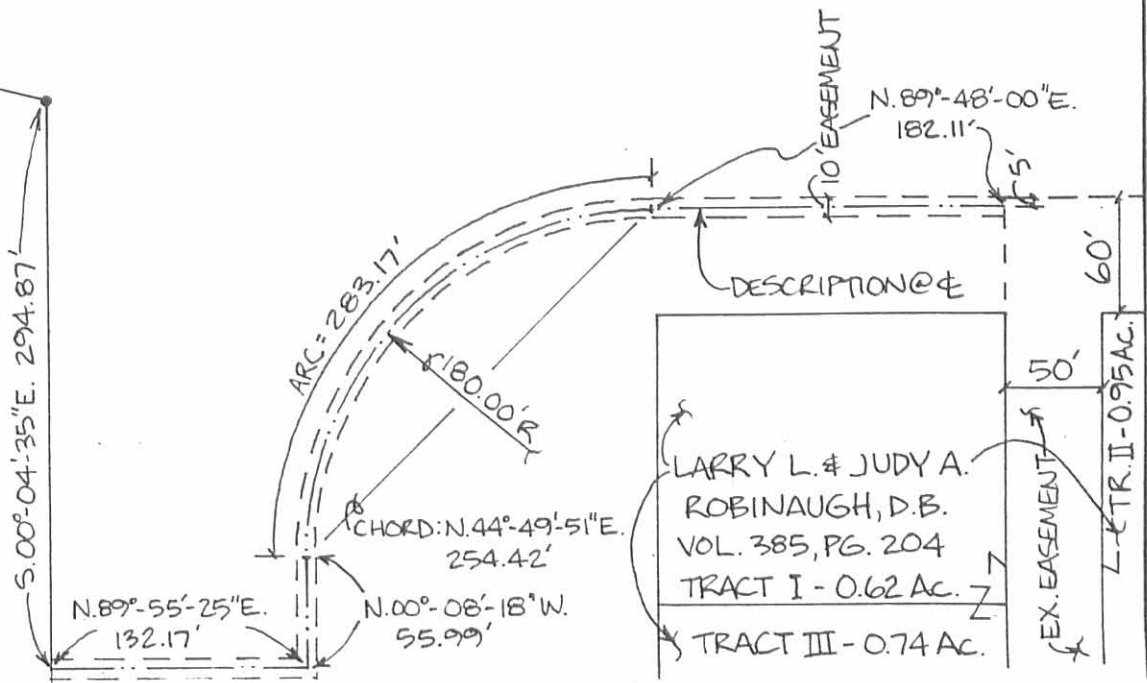 10' EASEMENT
N.89°-48'-00"E.
182.11'
5'
S.00°-04'-35"E. 294.87'
ARC = 283.17'
DESCRIPTION @ ℄
60'
180.00' R
50'
TR. II - 0.95 AC.
LARRY L. & JUDY A.
ROBINAUGH, D.B.
VOL. 385, PG. 204
TRACT I - 0.62 AC.
EX. EASEMENT
CHORD: N.44°-49'-51"E.
254.42'
N.89°-55'-25"E.
132.17'
N.00°-08'-18"W.
55.99'
TRACT III - 0.74 AC.